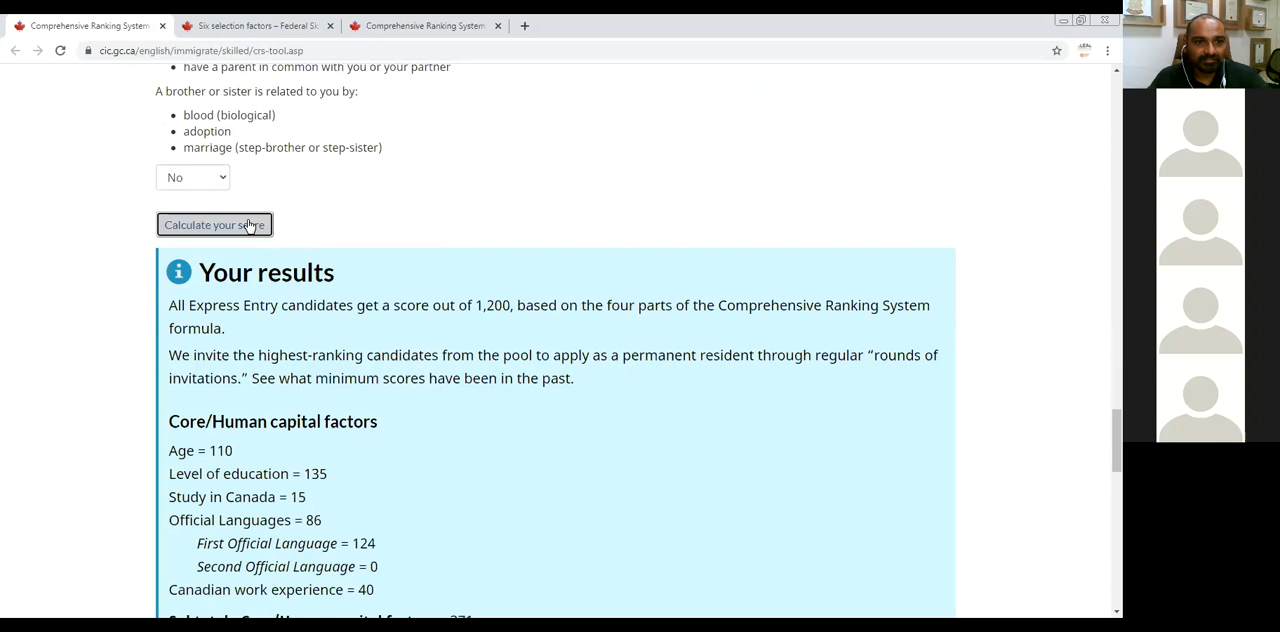 Comprehensive Ranking System
Six selection factors – Federal Sk
Comprehensive Ranking System
cic.gc.ca/english/immigrate/skilled/crs-tool.asp
have a parent in common with you or your partner
A brother or sister is related to you by:
blood (biological)
adoption
marriage (step-brother or step-sister)
No
Calculate your score
Your results
All Express Entry candidates get a score out of 1,200, based on the four parts of the Comprehensive Ranking System
formula.
We invite the highest-ranking candidates from the pool to apply as a permanent resident through regular “rounds of
invitations.” See what minimum scores have been in the past.
Core/Human capital factors
Age = 110
Level of education = 135
Study in Canada = 15
Official Languages = 86
First Official Language = 124
Second Official Language = 0
Canadian work experience = 40